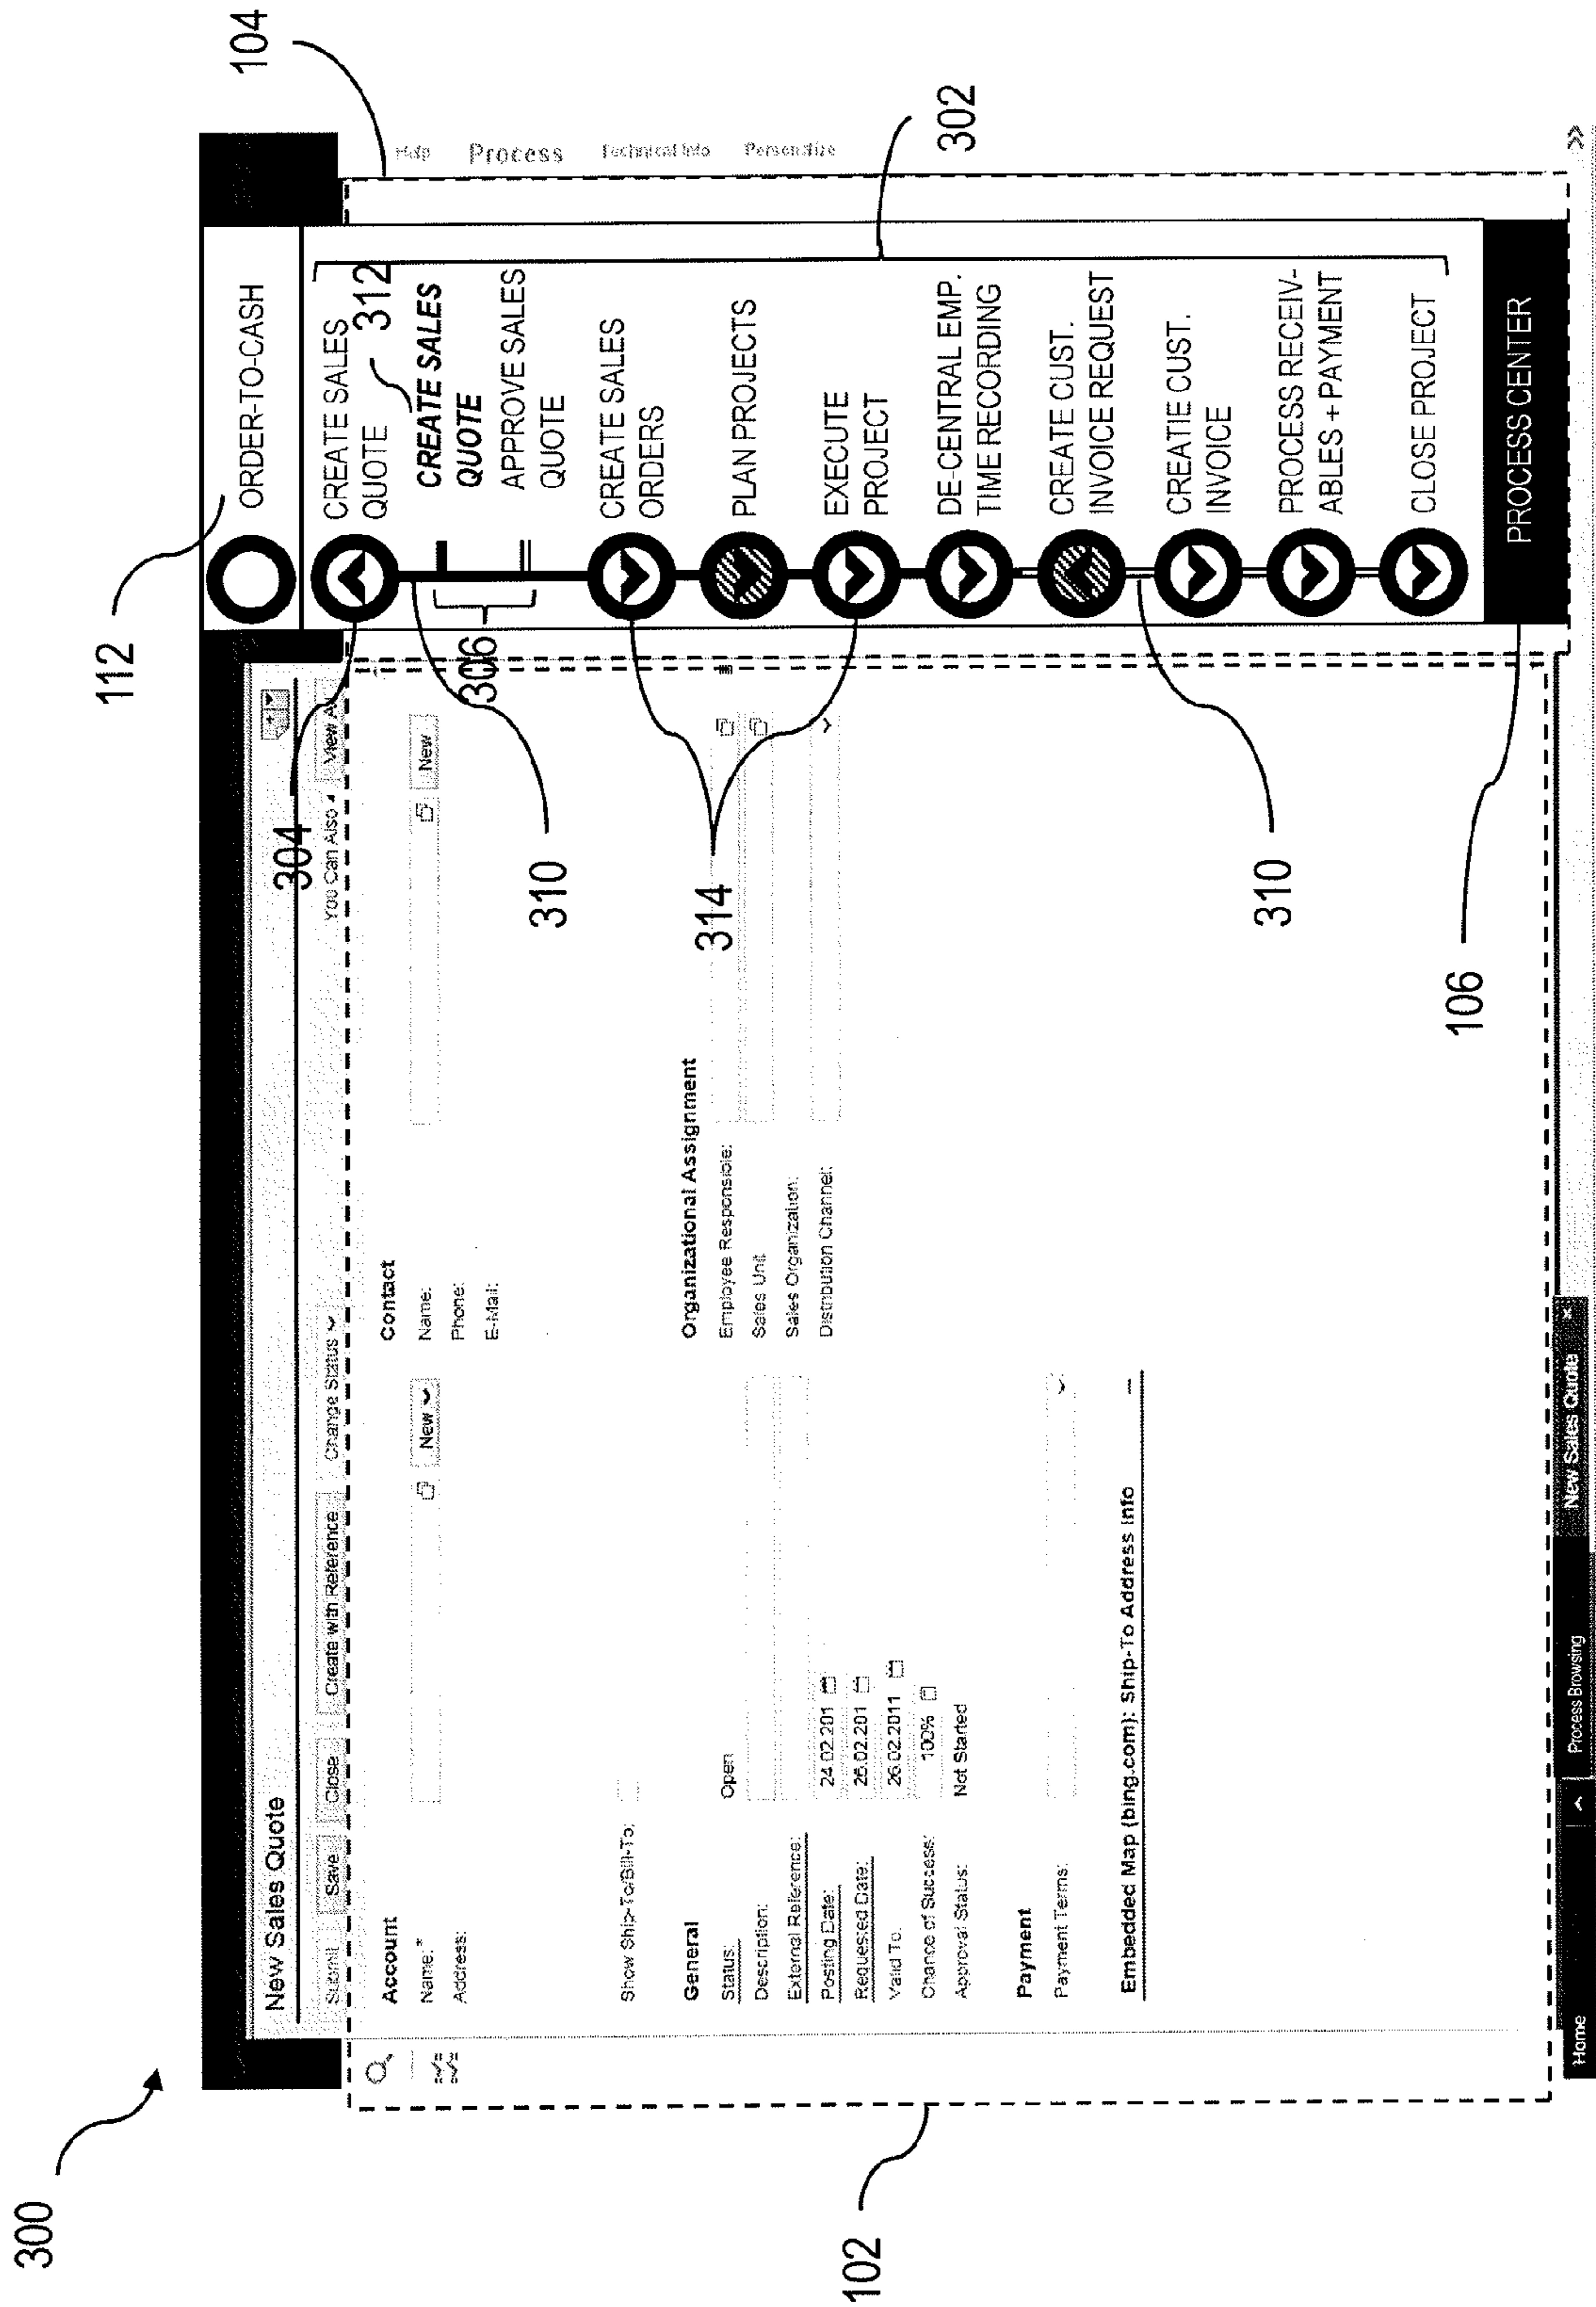 300
102
112
104
302
304
306
310
312
314
310
106
New Sales Quote
Submit Save Close Create with Reference Change Status You Can Also View A
Account
Name: *
New
Address:
Show Ship-To/Bill-To:
Contact
Name:
New
Phone:
E-Mail:
General
Status: Open
Description:
External Reference:
Posting Date: 24.02.201
Requested Date: 26.02.201
Valid To: 26.02.2011
Chance of Success: 100%
Approval Status: Not Started
Organizational Assignment
Employee Responsible:
Sales Unit
Sales Organization:
Distribution Channel:
Payment
Payment Terms:
Embedded Map (bing.com): Ship-To Address Info
ORDER-TO-CASH
CREATE SALES
QUOTE
CREATE SALES
QUOTE
APPROVE SALES
QUOTE
CREATE SALES
ORDERS
PLAN PROJECTS
EXECUTE
PROJECT
DE-CENTRAL EMP.
TIME RECORDING
CREATE CUST.
INVOICE REQUEST
CREATIE CUST.
INVOICE
PROCESS RECEIV-
ABLES + PAYMENT
CLOSE PROJECT
PROCESS CENTER
Help
Process
Technical Info
Personalize
Home Process Browsing New Sales Quote ×